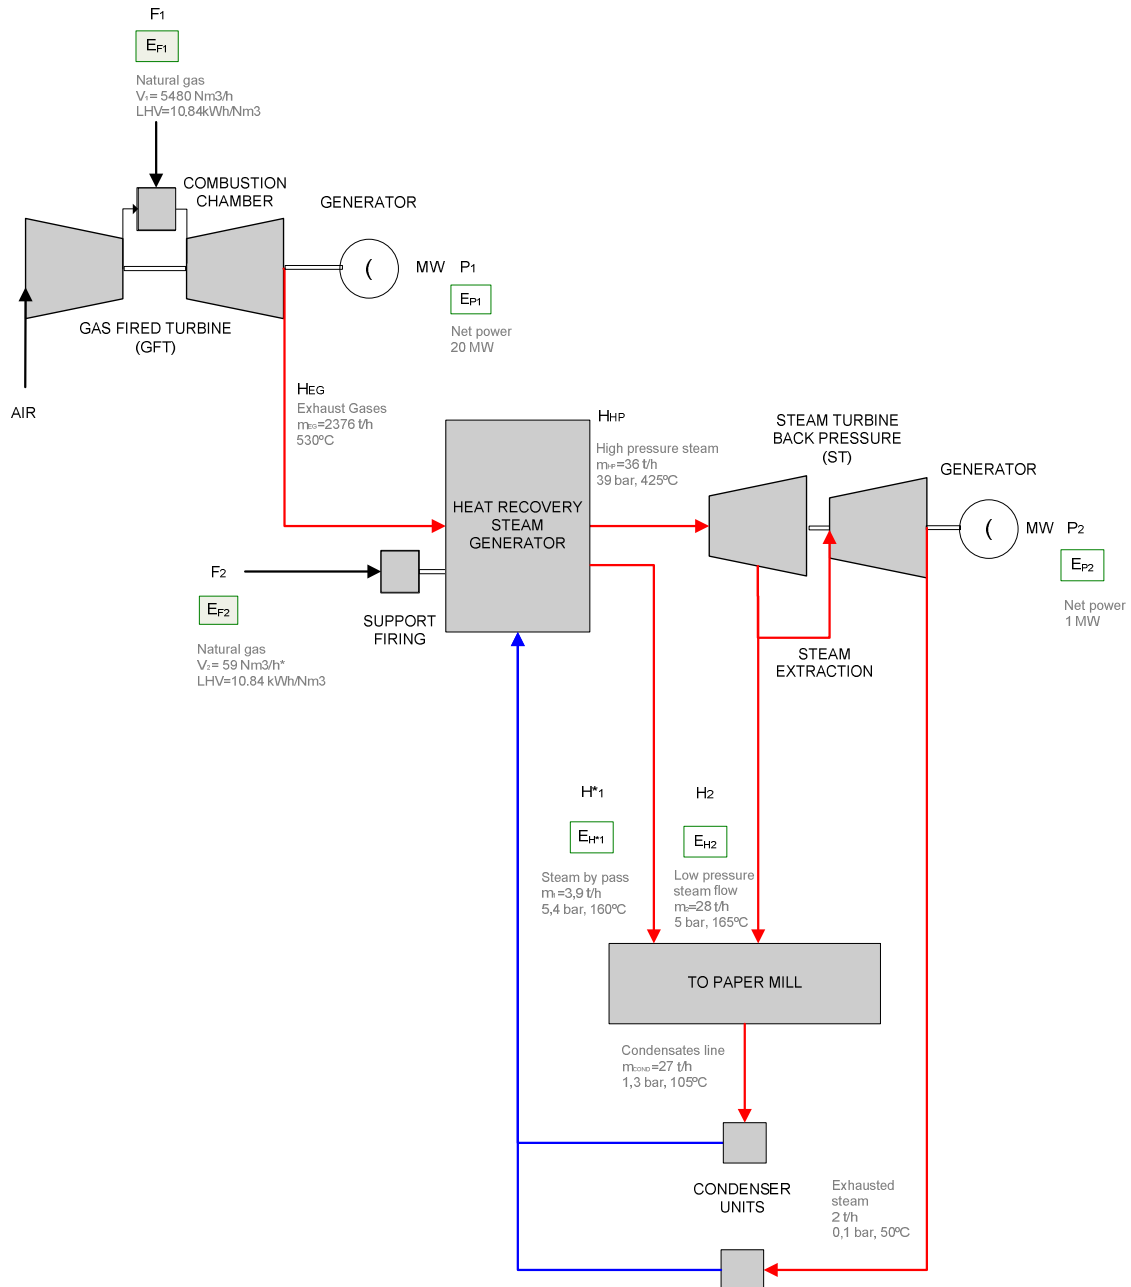 F1
EF1
Natural gas
V1= 5480 Nm3/h
LHV=10.84kWh/Nm3
COMBUSTION
CHAMBER
GENERATOR
MW P1
EP1
Net power
20 MW
GAS FIRED TURBINE
(GFT)
AIR
HEG
Exhaust Gases
mEG=2376 t/h
530ºC
HHP
High pressure steam
mHP=36 t/h
39 bar, 425ºC
STEAM TURBINE
BACK PRESSURE
(ST)
GENERATOR
MW P2
EP2
Net power
1 MW
HEAT RECOVERY
STEAM
GENERATOR
F2
EF2
Natural gas
V2= 59 Nm3/h*
LHV=10.84 kWh/Nm3
SUPPORT
FIRING
STEAM
EXTRACTION
H*1
EH*1
Steam by pass
m1=3,9 t/h
5,4 bar, 160ºC
H2
EH2
Low pressure
steam flow
m2=28 t/h
5 bar, 165ºC
TO PAPER MILL
Condensates line
mCOND=27 t/h
1,3 bar, 105ºC
CONDENSER
UNITS
Exhausted
steam
2 t/h
0,1 bar, 50ºC